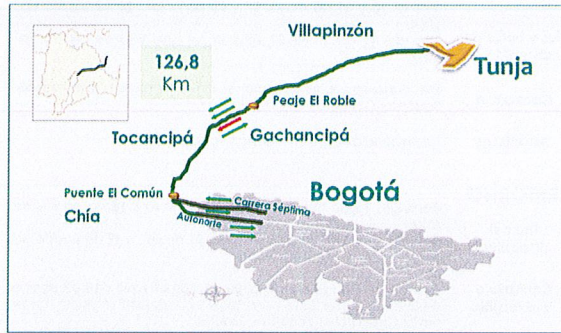 Villapinzón
126,8
Km
Tunja
Peaje El Roble
Tocancipá
Gachancipá
Puente El Común
Bogotá
Carrera Séptima
Chía
Autonorte